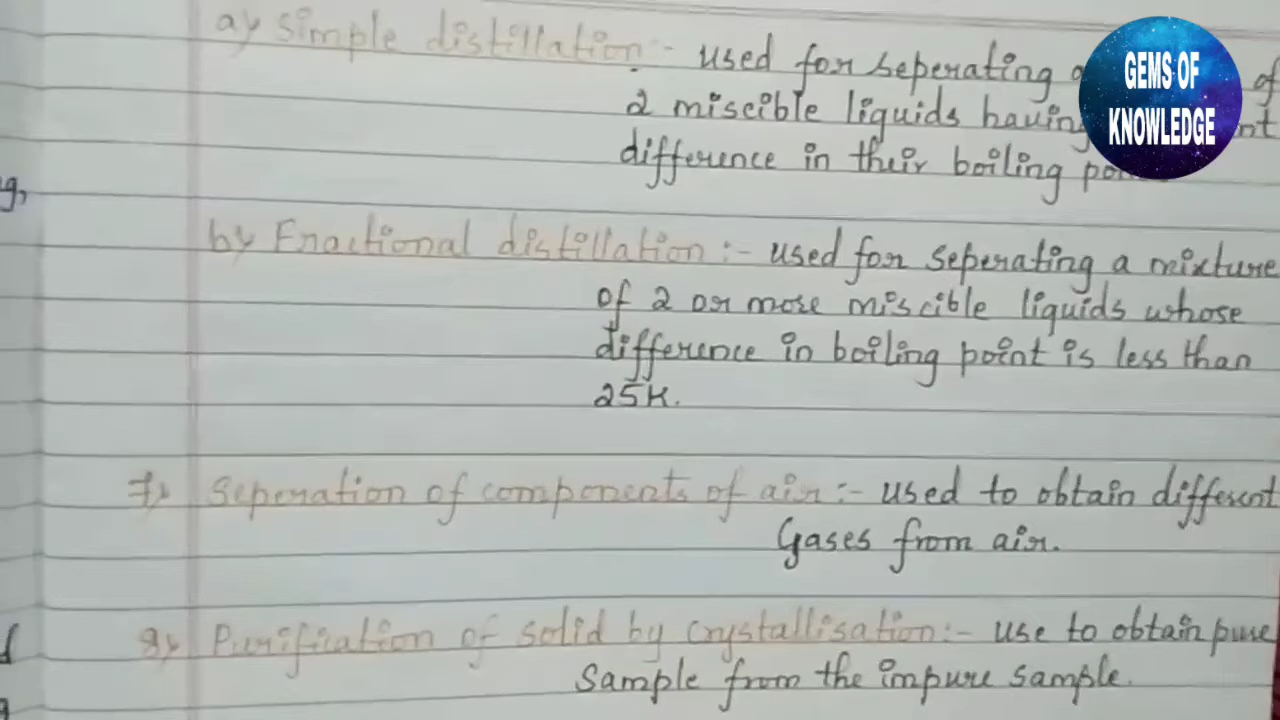 a) Simple distillation :- used for seperating of
2 miscible liquids having
difference in their boiling
b) Fractional distillation :- used for seperating a mixture
of 2 or more miscible liquids whose
difference in boiling point is less than
25K.
f) Seperation of components of air :- used to obtain different
Gases from air.
g) Purification of solid by crystallisation :- use to obtain pure
sample from the impure sample.
GEMS OF
KNOWLEDGE